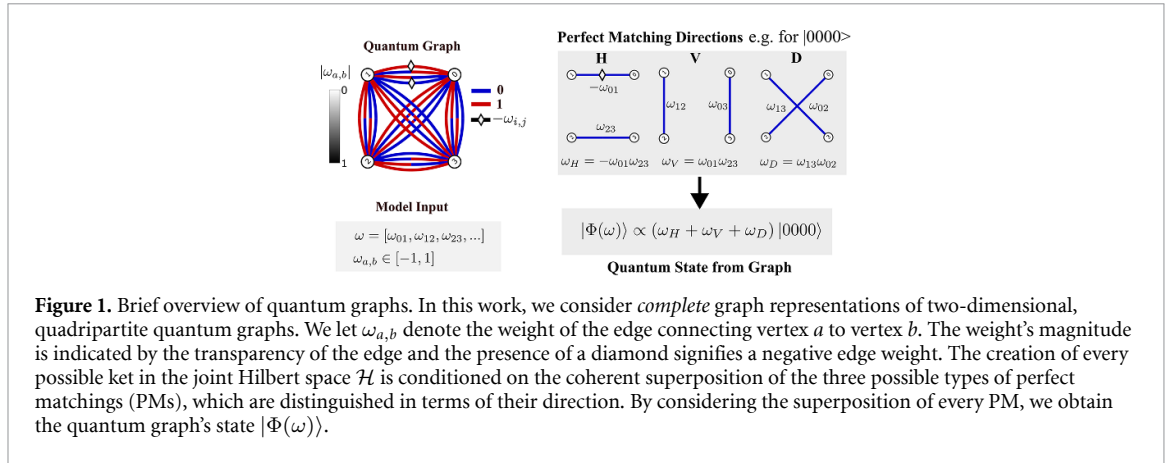 Quantum Graph
|ω_{a,b}|
0
1
1
0
2
3
0
1
−ω_{i,j}
Model Input
ω = [ω_{01}, ω_{12}, ω_{23}, ...]
ω_{a,b} ∈ [−1, 1]
Perfect Matching Directions e.g. for |0000>
H V D
−ω_{01}
ω_{23}
ω_{12} ω_{03}
ω_{13} ω_{02}
ω_H = −ω_{01}ω_{23} ω_V = ω_{01}ω_{23} ω_D = ω_{13}ω_{02}
|Φ(ω)⟩ ∝ (ω_H + ω_V + ω_D) |0000⟩
Quantum State from Graph
Figure 1. Brief overview of quantum graphs. In this work, we consider complete graph representations of two-dimensional,
quadripartite quantum graphs. We let ω_{a,b} denote the weight of the edge connecting vertex a to vertex b. The weight's magnitude
is indicated by the transparency of the edge and the presence of a diamond signifies a negative edge weight. The creation of every
possible ket in the joint Hilbert space ℋ is conditioned on the coherent superposition of the three possible types of perfect
matchings (PMs), which are distinguished in terms of their direction. By considering the superposition of every PM, we obtain
the quantum graph's state |Φ(ω)⟩.